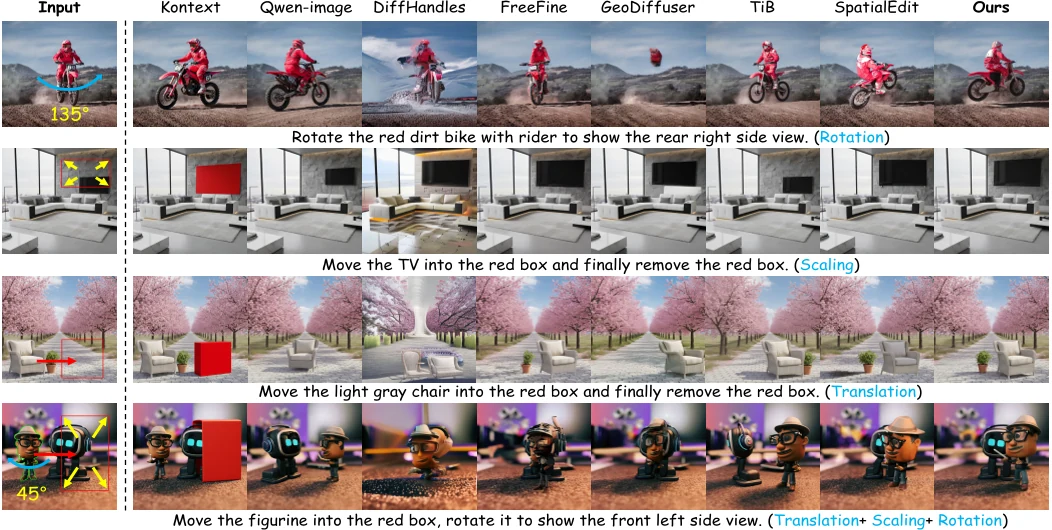 Input Kontext Qwen-image DiffHandles FreeFine GeoDiffuser TiB SpatialEdit Ours
135°
Rotate the red dirt bike with rider to show the rear right side view. (Rotation)
Move the TV into the red box and finally remove the red box. (Scaling)
Move the light gray chair into the red box and finally remove the red box. (Translation)
45°
Move the figurine into the red box, rotate it to show the front left side view. (Translation+ Scaling+ Rotation)